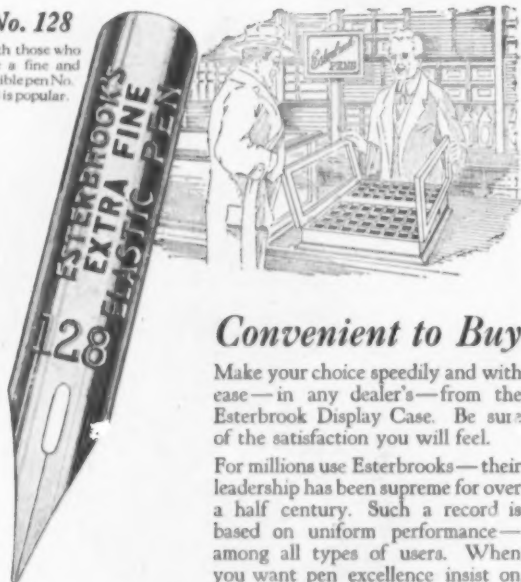 No. 128
th those who
a fine and
ible pen No.
is popular.
ESTERBROOK'S
EXTRA FINE
ELASTIC PEN
128
Esterbrook
PENS
Convenient to Buy
Make your choice speedily and with
ease—in any dealer's—from the
Esterbrook Display Case. Be sure
of the satisfaction you will feel.
For millions use Esterbrooks—their
leadership has been supreme for over
a half century. Such a record is
based on uniform performance—
among all types of users. When
you want pen excellence insist on